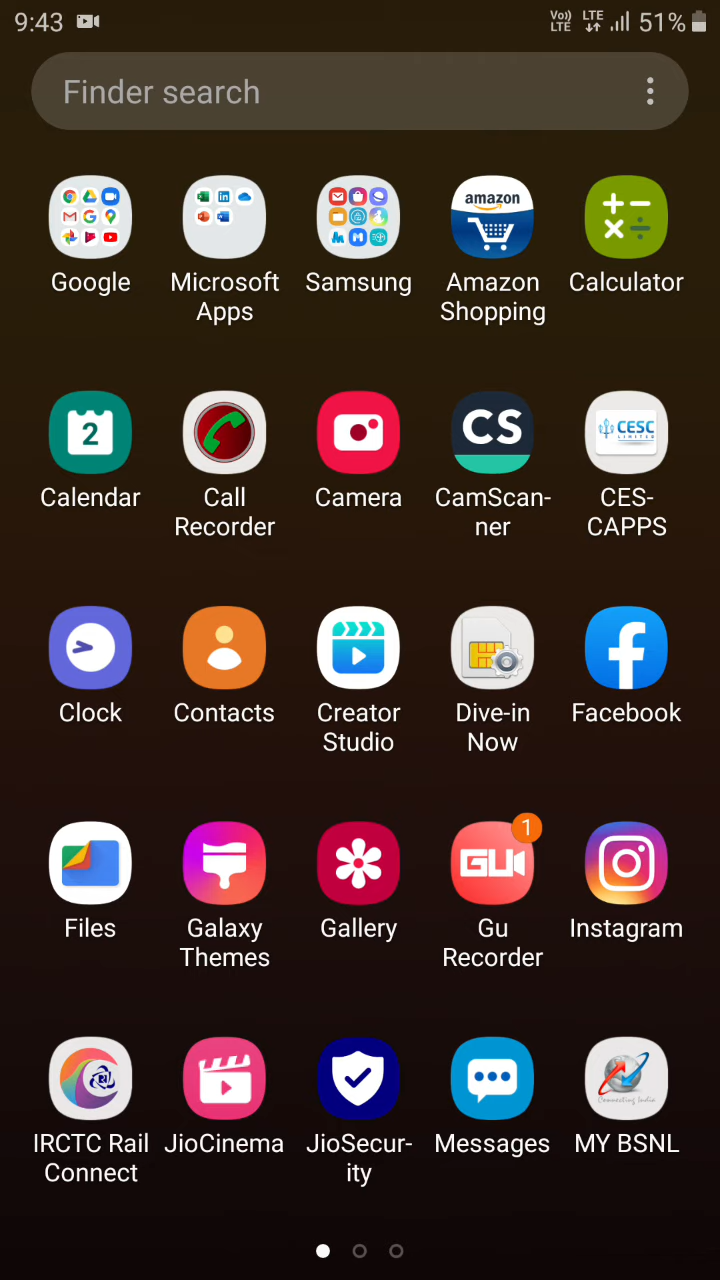 9:43
Vo)) LTE LTE 51%
Finder search
amazon
Google Microsoft Apps Samsung Amazon Shopping Calculator
2
CS
CESC
LIMITED
Calendar Call Recorder Camera CamScan-ner CES-CAPPS
Clock Contacts Creator Studio Dive-in Now Facebook
1
GU
Files Galaxy Themes Gallery Gu Recorder Instagram
Connecting India
IRCTC Rail Connect JioCinema JioSecur-ity Messages MY BSNL